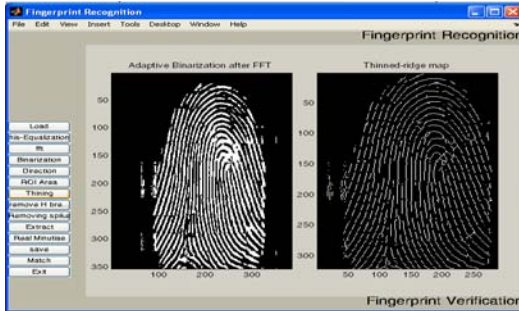 Fingerprint Recognition
File Edit View Insert Tools Desktop Window Help
Fingerprint Recognition
Adaptive Binarization after FFT
Thinned-ridge map
50
100
150
200
250
300
350
100 200 300
50
100
150
200
250
300
50 100 150 200 250
Load
his-Equalization
fft
Binarization
Direction
ROI Area
Thining
remove H bra...
Removing spike
Extract
Real Minutiae
save
Match
Exit
Fingerprint Verification